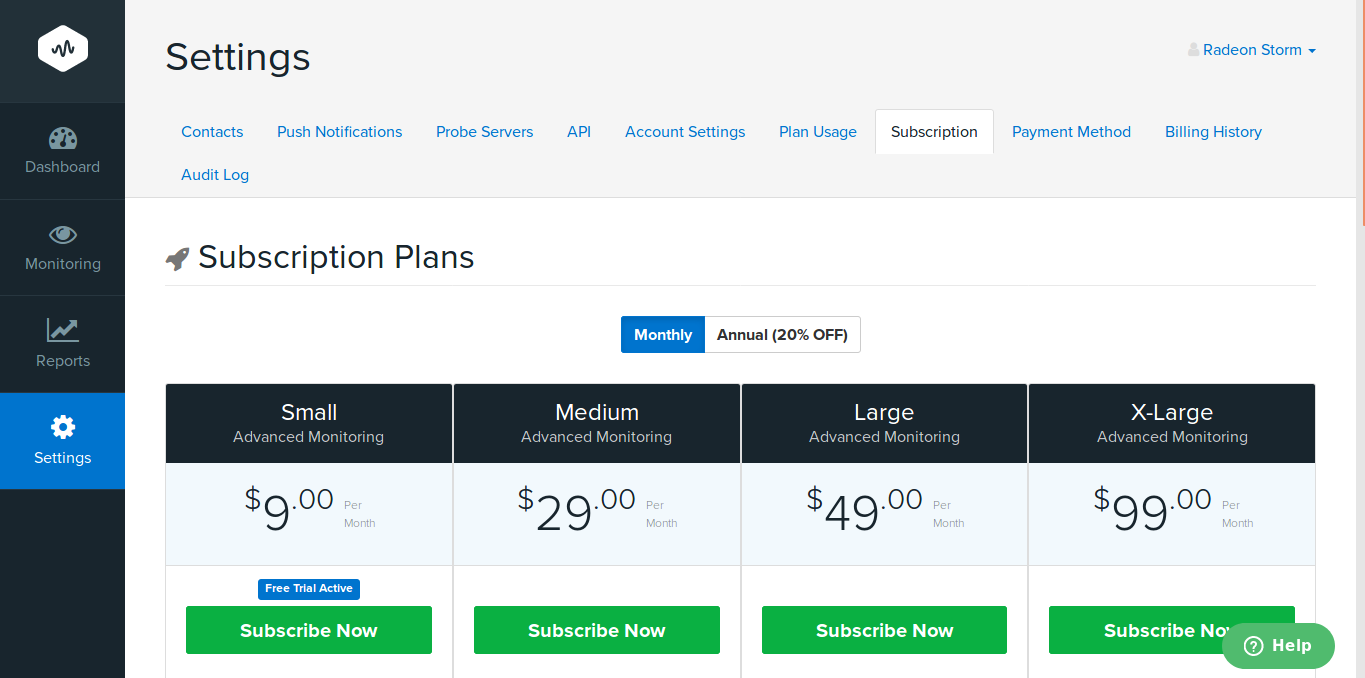 Settings
Radeon Storm
Contacts Push Notifications Probe Servers API Account Settings Plan Usage Subscription Payment Method Billing History
Audit Log
Dashboard
Monitoring
Reports
Settings
Subscription Plans
Monthly Annual (20% OFF)
Small Medium Large X-Large
Advanced Monitoring Advanced Monitoring Advanced Monitoring Advanced Monitoring
$9.00 Per Month $29.00 Per Month $49.00 Per Month $99.00 Per Month
Free Trial Active
Subscribe Now Subscribe Now Subscribe Now Subscribe Now
Help